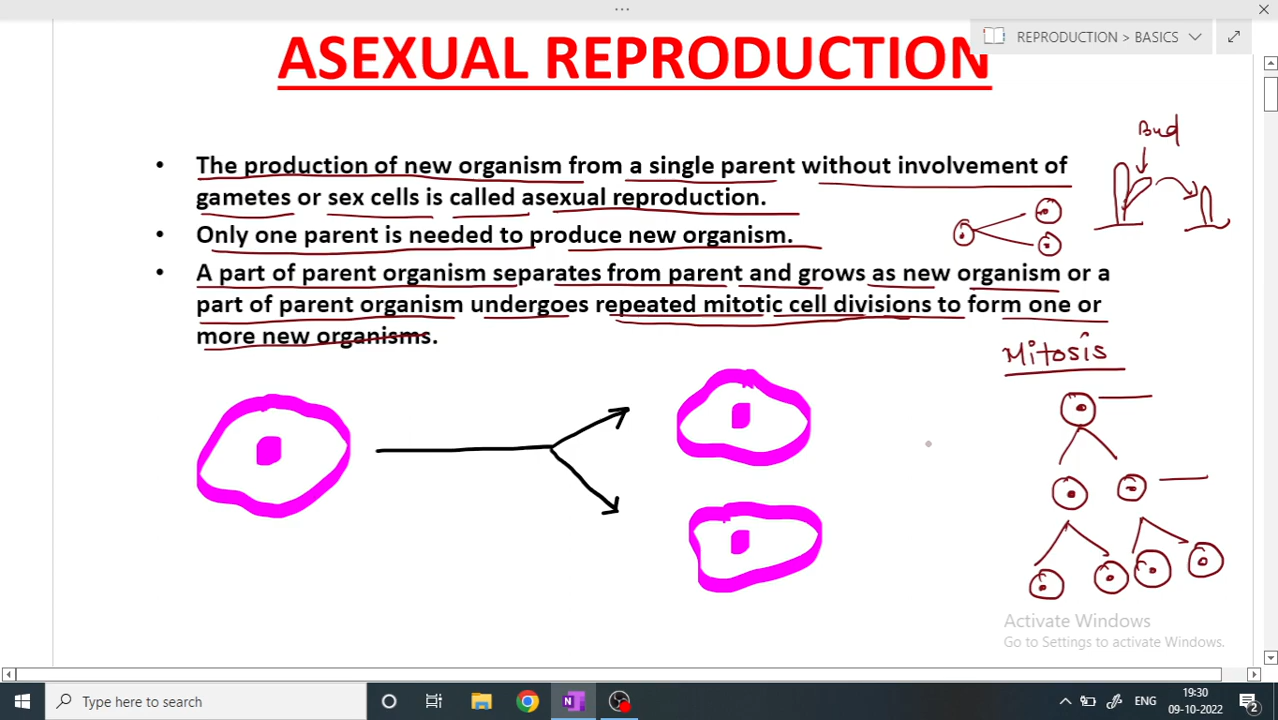 REPRODUCTION > BASICS
ASEXUAL REPRODUCTION
Bud
• The production of new organism from a single parent without involvement of
gametes or sex cells is called asexual reproduction.
• Only one parent is needed to produce new organism.
• A part of parent organism separates from parent and grows as new organism or a
part of parent organism undergoes repeated mitotic cell divisions to form one or
more new organisms.
Mitosis
Activate Windows
Go to Settings to activate Windows.
Type here to search
ENG
19:30
09-10-2022
2